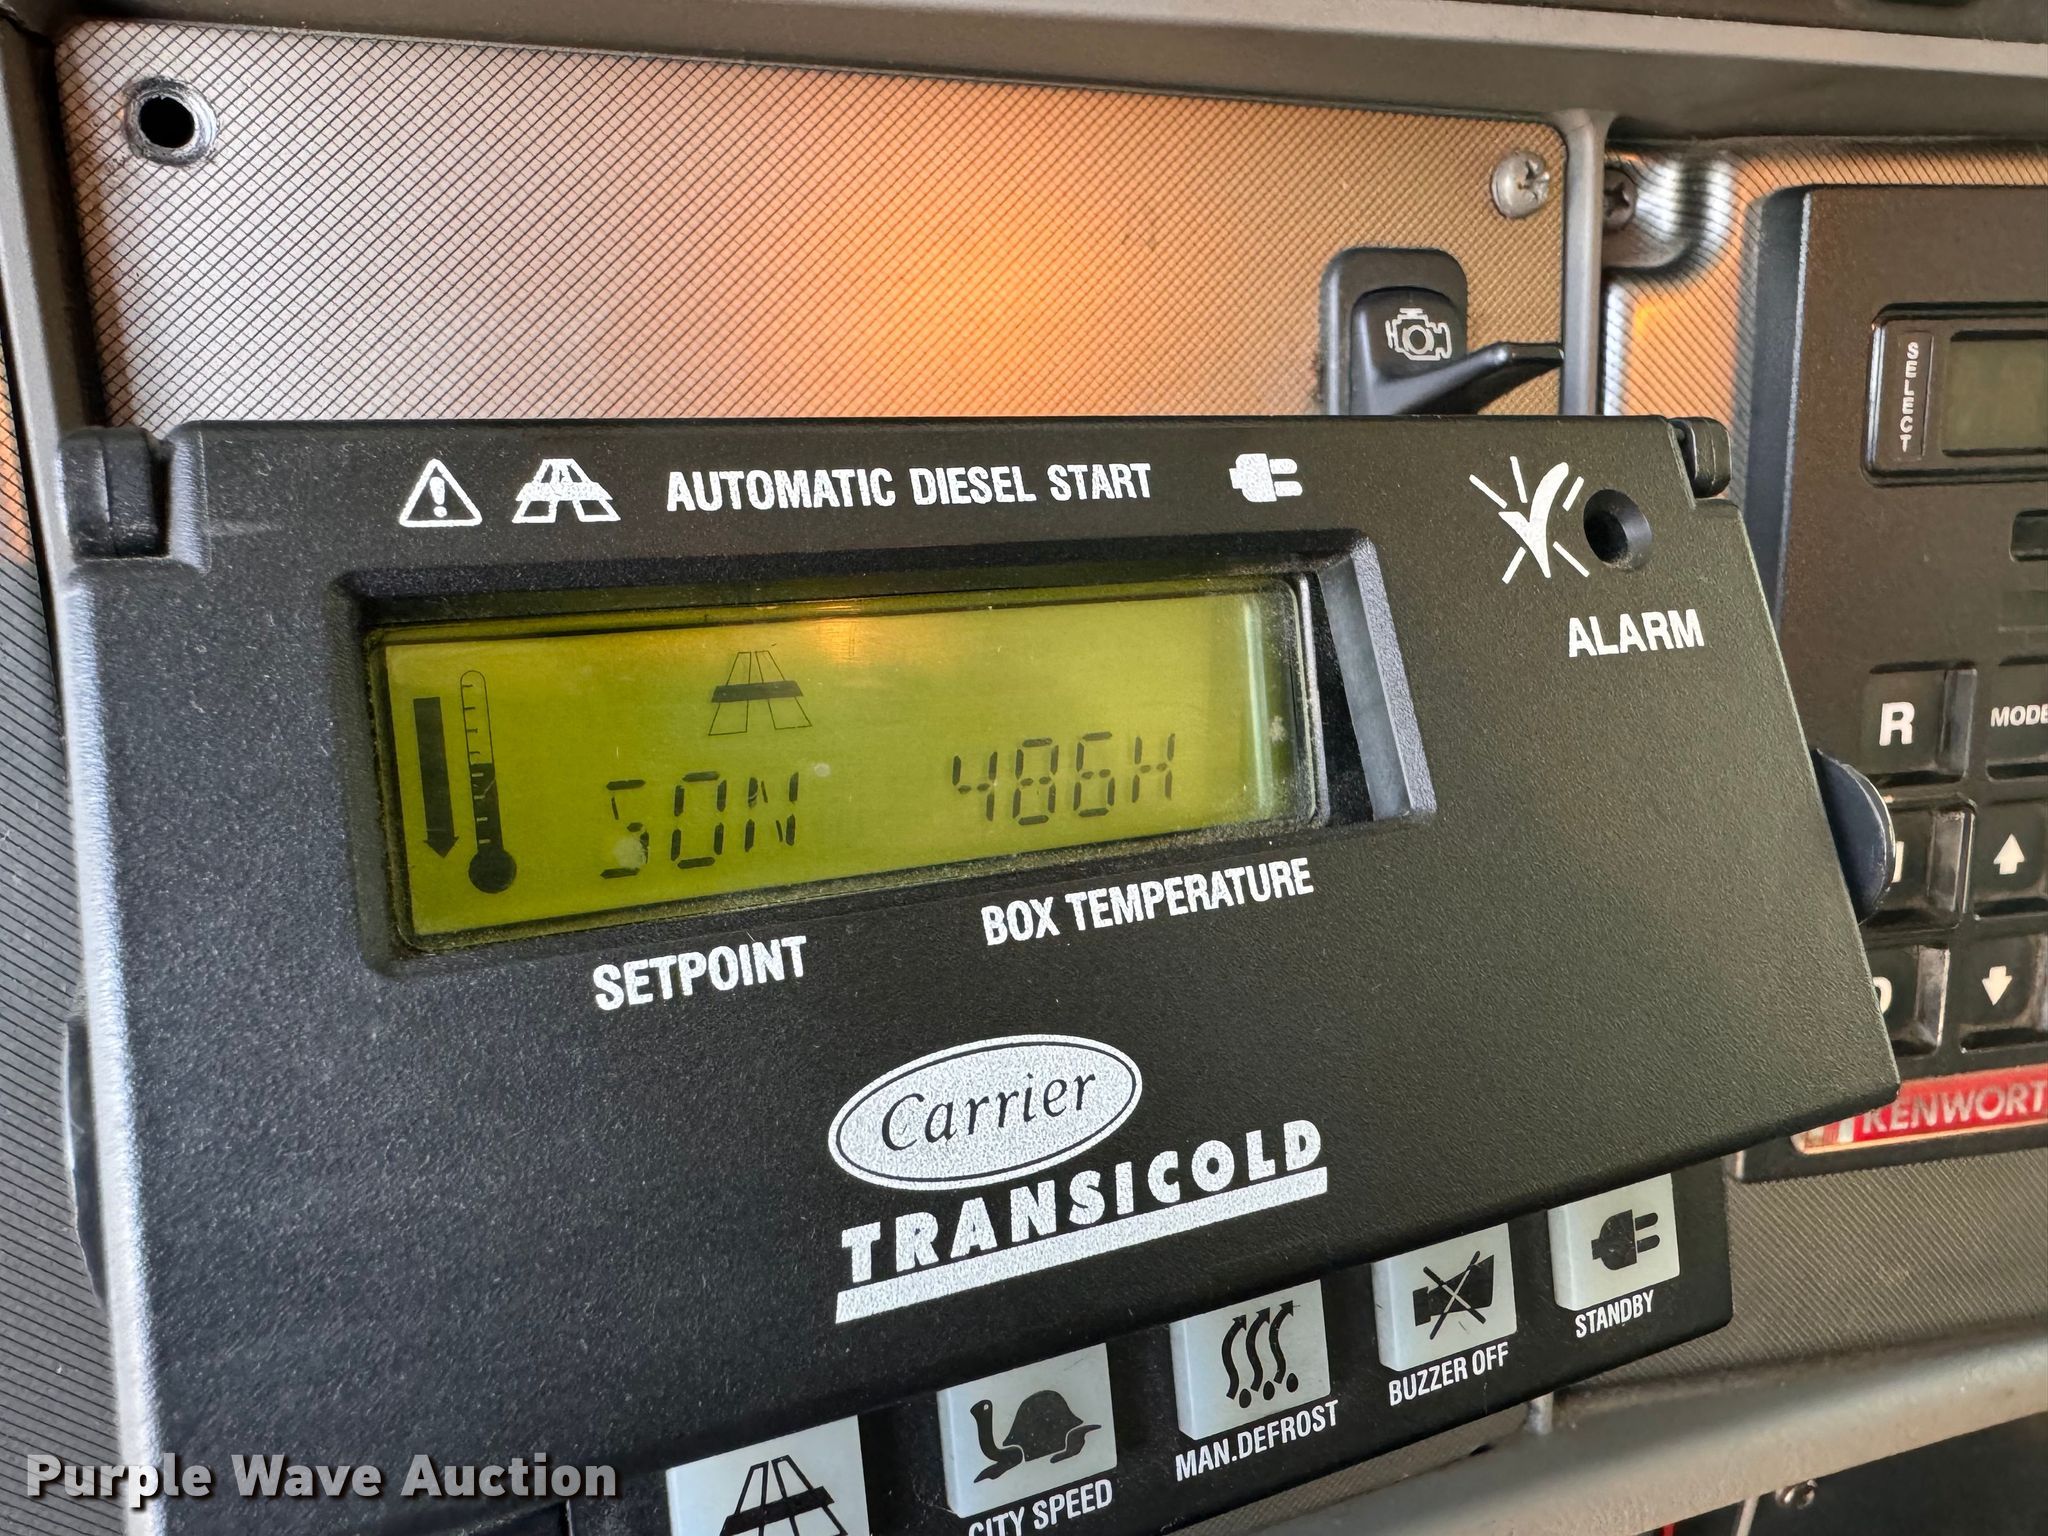 AUTOMATIC DIESEL START
ALARM
SELECT
SON 486H
SETPOINT
BOX TEMPERATURE
R
MODE
Carrier
TRANSICOLD
KENWORT
STANDBY
BUZZER OFF
MAN.DEFROST
CITY SPEED
Purple Wave Auction